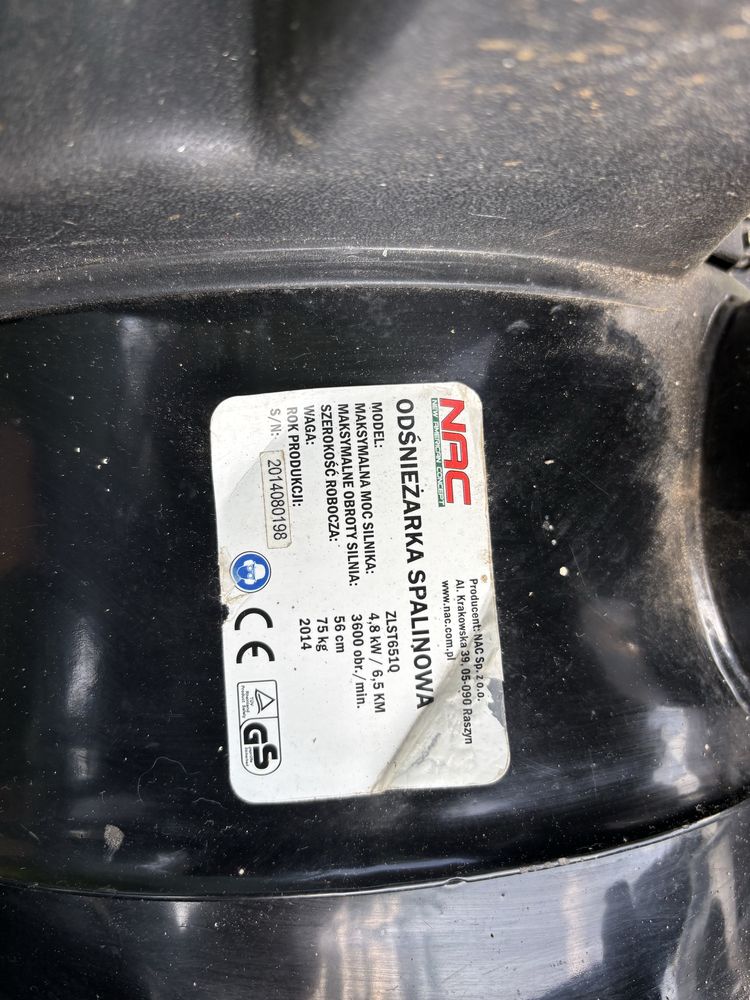 NAC
NEW AMERICAN CONCEPT
Producent: NAC Sp. z o.o.
Al. Krakowska 39, 05-090 Raszyn
www.nac.com.pl
ODŚNIEŻARKA SPALINOWA
MODEL: ZLST651Q
MAKSYMALNA MOC SILNIKA: 4,8 kW / 6,5 KM
MAKSYMALNE OBROTY SILNIA: 3600 obr./min.
SZEROKOŚĆ ROBOCZA: 56 cm
WAGA: 75 kg
ROK PRODUKCJI: 2014
S/N: 2014080198
CE
GS